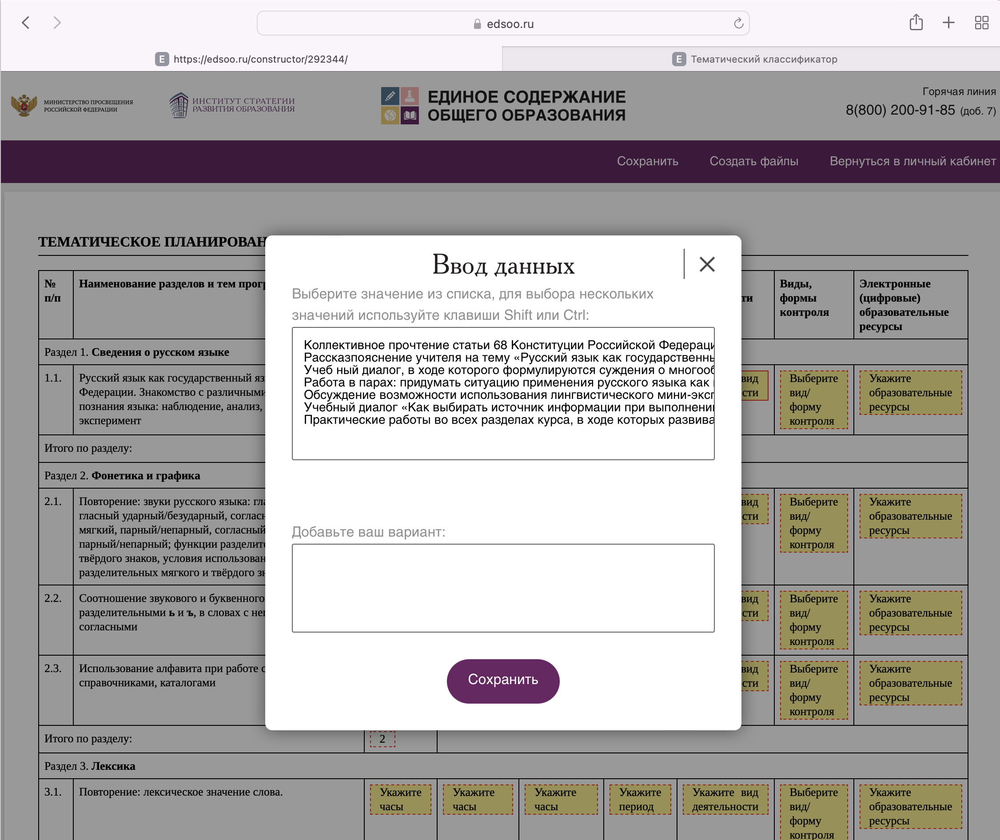 edsoo.ru
E https://edsoo.ru/constructor/292344/
E Тематический классификатор
МИНИСТЕРСТВО ПРОСВЕЩЕНИЯ
РОССИЙСКОЙ ФЕДЕРАЦИИ
ИНСТИТУТ СТРАТЕГИИ
РАЗВИТИЯ ОБРАЗОВАНИЯ
ЕДИНОЕ СОДЕРЖАНИЕ
ОБЩЕГО ОБРАЗОВАНИЯ
Горячая линия
8(800) 200-91-85 (доб. 7)
Сохранить Создать файлы Вернуться в личный кабинет
ТЕМАТИЧЕСКОЕ ПЛАНИРОВАН
№
п/п
Наименование разделов и тем прог
ти
Виды,
формы
контроля
Электронные
(цифровые)
образовательные
ресурсы
Раздел 1. Сведения о русском языке
1.1.
Русский язык как государственный яз
Федерации. Знакомство с различными
познания языка: наблюдение, анализ,
эксперимент
вид
сти
Выберите
вид/
форму
контроля
Укажите
образовательные
ресурсы
Итого по разделу:
Раздел 2. Фонетика и графика
2.1.
Повторение: звуки русского языка: гла
гласный ударный/безударный, соглас
мягкий, парный/непарный, согласный
парный/непарный; функции разделите
твёрдого знаков, условия использован
разделительных мягкого и твёрдого з
вид
сти
Выберите
вид/
форму
контроля
Укажите
образовательные
ресурсы
2.2.
Соотношение звукового и буквенного
разделительными ь и ъ, в словах с не
согласными
вид
сти
Выберите
вид/
форму
контроля
Укажите
образовательные
ресурсы
2.3.
Использование алфавита при работе с
справочниками, каталогами
вид
сти
Выберите
вид/
форму
контроля
Укажите
образовательные
ресурсы
Итого по разделу:
2
Раздел 3. Лексика
3.1.
Повторение: лексическое значение слова.
Укажите
часы
Укажите
часы
Укажите
часы
Укажите
период
Укажите вид
деятельности
Выберите
вид/
форму
контроля
Укажите
образовательные
ресурсы
Ввод данных
Выберите значение из списка, для выбора нескольких
значений используйте клавиши Shift или Ctrl:
Коллективное прочтение статьи 68 Конституции Российской Федераци
Рассказпояснение учителя на тему «Русский язык как государственны
Учеб ный диалог, в ходе которого формулируются суждения о многооб
Работа в парах: придумать ситуацию применения русского языка как
Обсуждение возможности использования лингвистического мини-эксп
Учебный диалог «Как выбирать источник информации при выполнени
Практические работы во всех разделах курса, в ходе которых развива
Добавьте ваш вариант:
Сохранить